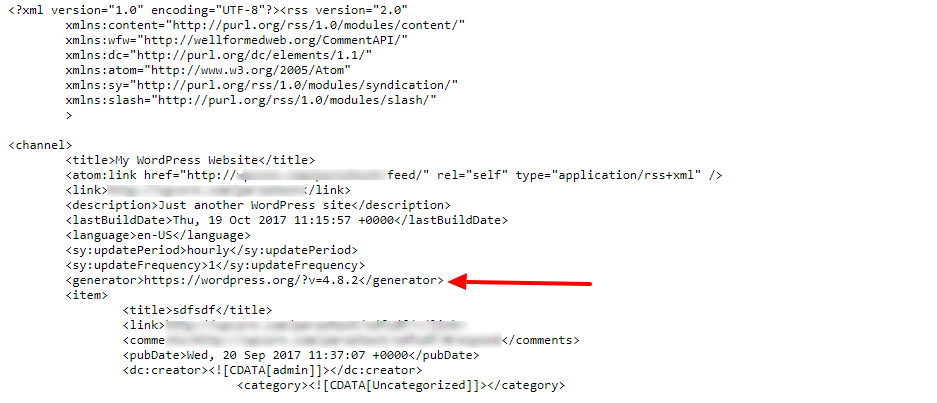 <?xml version="1.0" encoding="UTF-8"?><rss version="2.0"
xmlns:content="http://purl.org/rss/1.0/modules/content/"
xmlns:wfw="http://wellformedweb.org/CommentAPI/"
xmlns:dc="http://purl.org/dc/elements/1.1/"
xmlns:atom="http://www.w3.org/2005/Atom"
xmlns:sy="http://purl.org/rss/1.0/modules/syndication/"
xmlns:slash="http://purl.org/rss/1.0/modules/slash/"
>
<channel>
<title>My WordPress Website</title>
<atom:link href="http:// feed/" rel="self" type="application/rss+xml" />
<link></link>
<description>Just another WordPress site</description>
<lastBuildDate>Thu, 19 Oct 2017 11:15:57 +0000</lastBuildDate>
<language>en-US</language>
<sy:updatePeriod>hourly</sy:updatePeriod>
<sy:updateFrequency>1</sy:updateFrequency>
<generator>https://wordpress.org/?v=4.8.2</generator>
<item>
<title>sdfsdf</title>
<link>
<comme </comments>
<pubDate>Wed, 20 Sep 2017 11:37:07 +0000</pubDate>
<dc:creator><![CDATA[admin]]></dc:creator>
<category><![CDATA[Uncategorized]]></category>